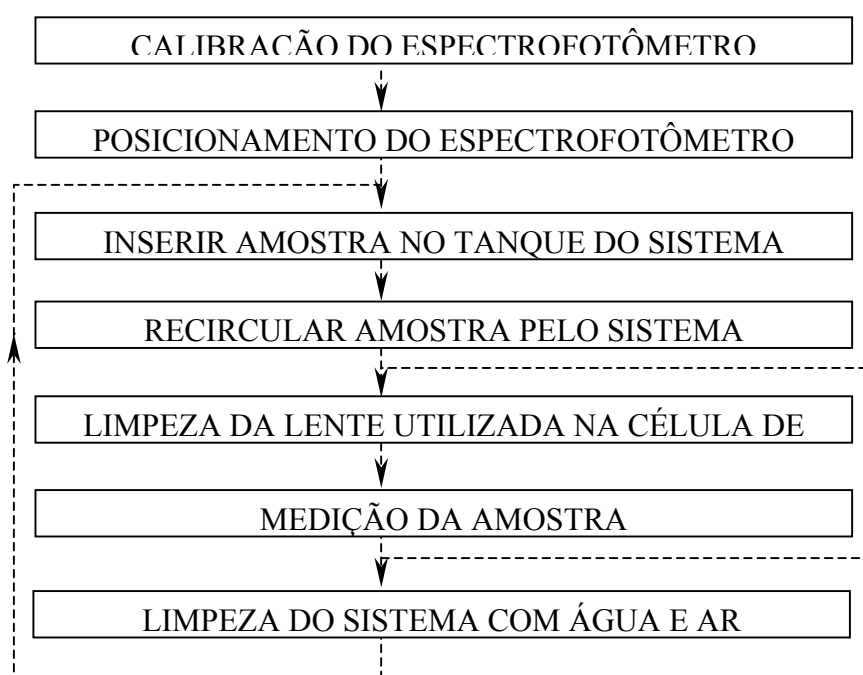 CALIBRAÇÃO DO ESPECTROFOTÔMETRO
POSICIONAMENTO DO ESPECTROFOTÔMETRO
INSERIR AMOSTRA NO TANQUE DO SISTEMA
RECIRCULAR AMOSTRA PELO SISTEMA
LIMPEZA DA LENTE UTILIZADA NA CÉLULA DE
MEDIÇÃO DA AMOSTRA
LIMPEZA DO SISTEMA COM ÁGUA E AR